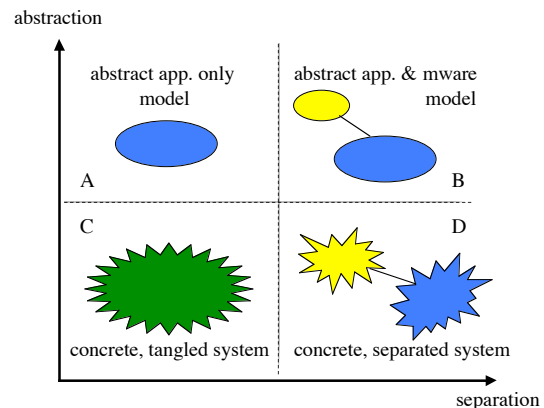 abstraction
abstract app. only
model
abstract app. & mware
model
A
B
C
D
concrete, tangled system
concrete, separated system
separation